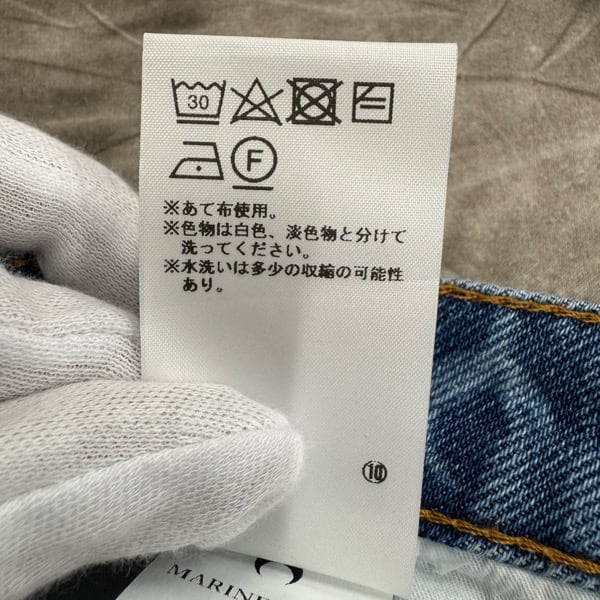 30
F
※あて布使用。
※色物は白色、淡色物と分けて
洗ってください。
※水洗いは多少の収縮の可能性
あり。
⑩
MARINE